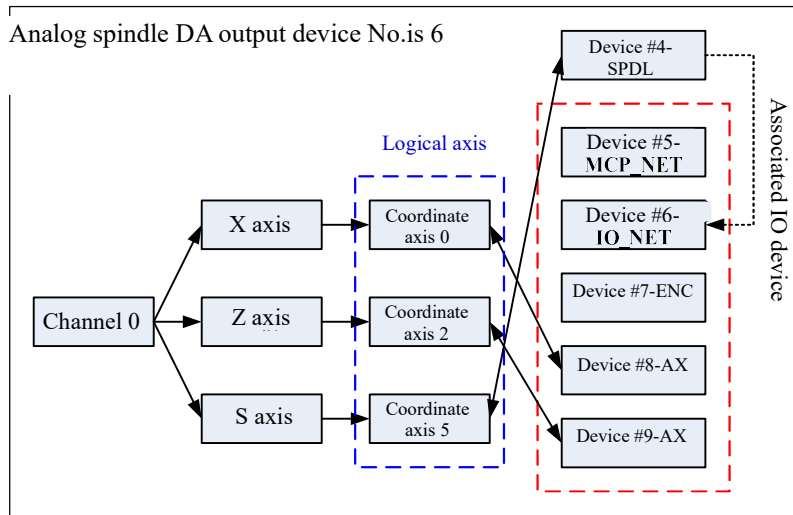 Analog spindle DA output device No.is 6
Device #4-
SPDL
Associated IO device
Logical axis
Device #5-
MCP_NET
X axis
Coordinate
axis 0
Device #6-
IO_NET
Channel 0
Z axis
Coordinate
axis 2
Device #7-ENC
Device #8-AX
S axis
Coordinate
axis 5
Device #9-AX